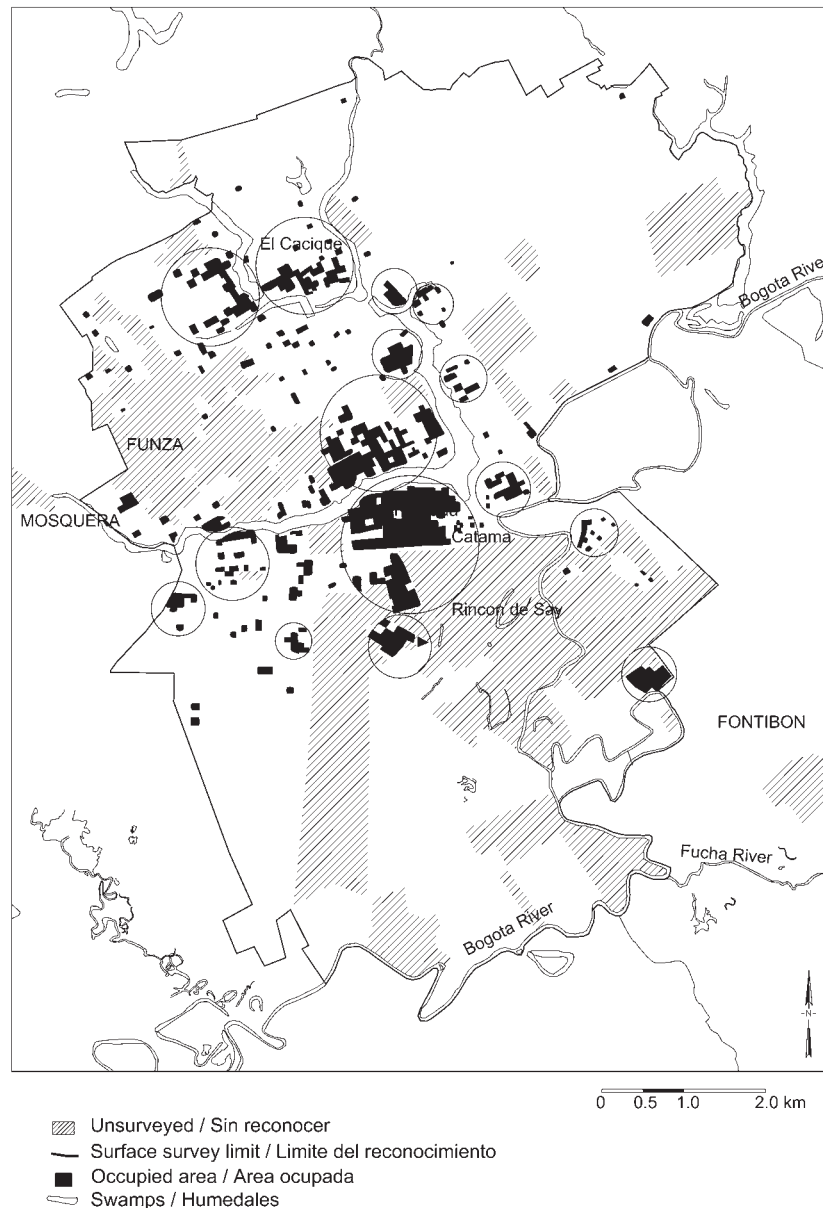 El Cacique
Bogota River
FUNZA
MOSQUERA
Catama
Rincon de Say
FONTIBON
Fucha River
Bogota River
-N-
0 0.5 1.0 2.0 km
Unsurveyed / Sin reconocer
Surface survey limit / Limite del reconocimiento
Occupied area / Area ocupada
Swamps / Humedales